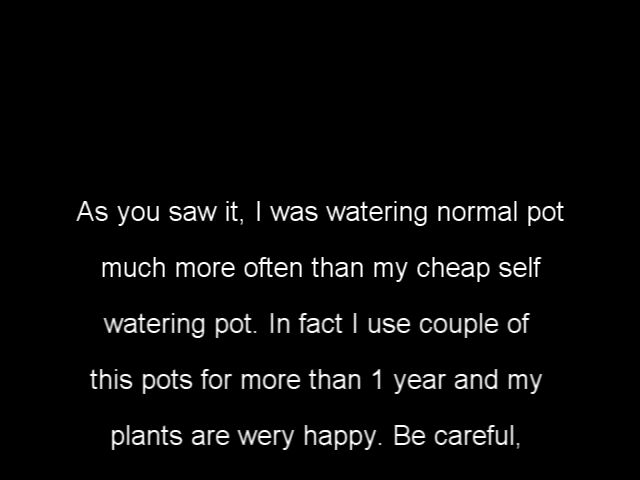 As you saw it, I was watering normal pot
much more often than my cheap self
watering pot. In fact I use couple of
this pots for more than 1 year and my
plants are wery happy. Be careful,